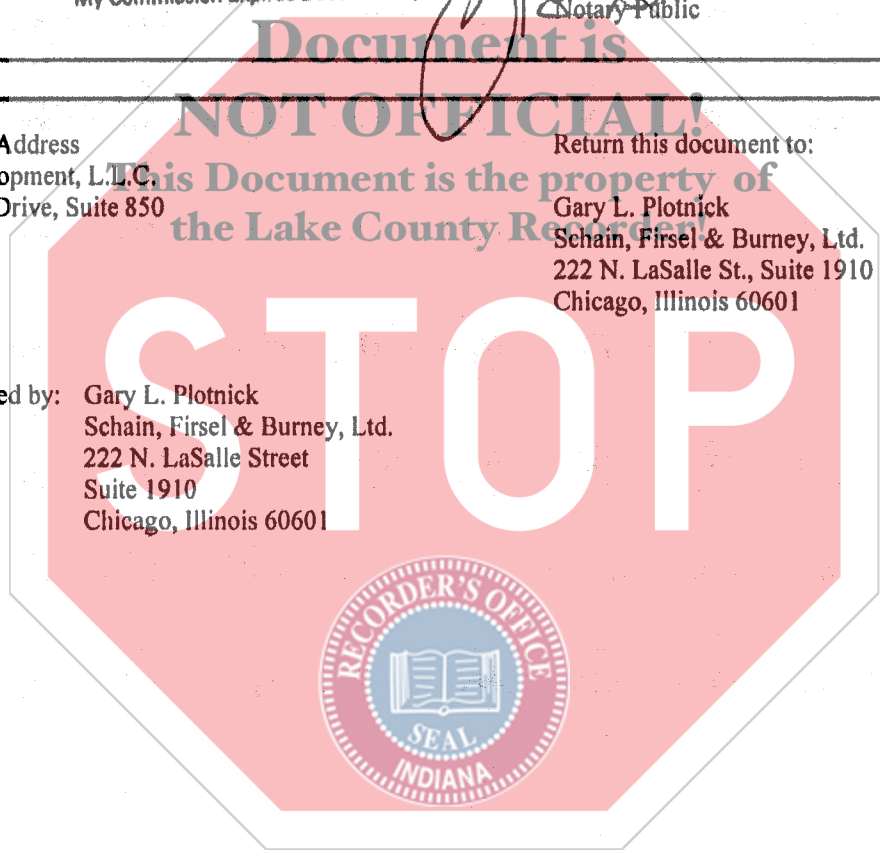 My Commission Expires
Notary Public
Document is
NOT OFFICIAL!
This Document is the property of
the Lake County Recorder!
Address
opment, L.L.C.
Drive, Suite 850
Return this document to:
Gary L. Plotnick
Schain, Firsel & Burney, Ltd.
222 N. LaSalle St., Suite 1910
Chicago, Illinois 60601
STOP
ed by: Gary L. Plotnick
Schain, Firsel & Burney, Ltd.
222 N. LaSalle Street
Suite 1910
Chicago, Illinois 60601
RECORDER'S OFFICE
SEAL
INDIANA